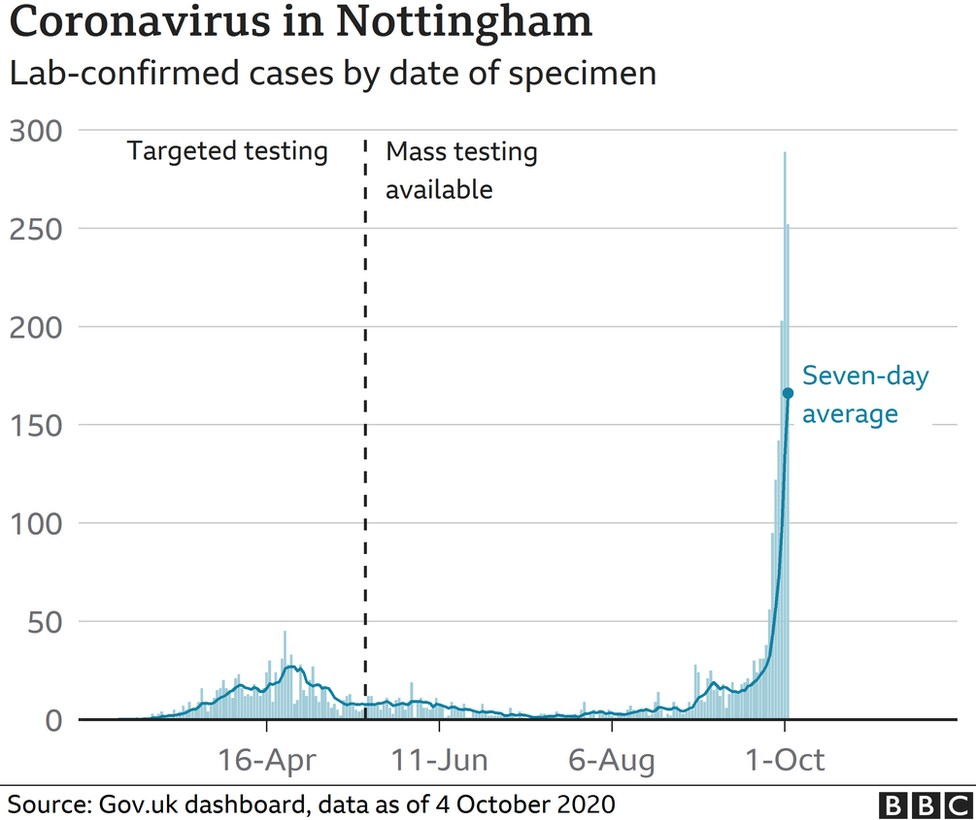 Coronavirus in Nottingham
Lab-confirmed cases by date of specimen
300
Targeted testing
Mass testing
available
250
200
Seven-day
average
150
100
50
0
16-Apr
11-Jun
6-Aug
1-Oct
Source: Gov.uk dashboard, data as of 4 October 2020
BBC